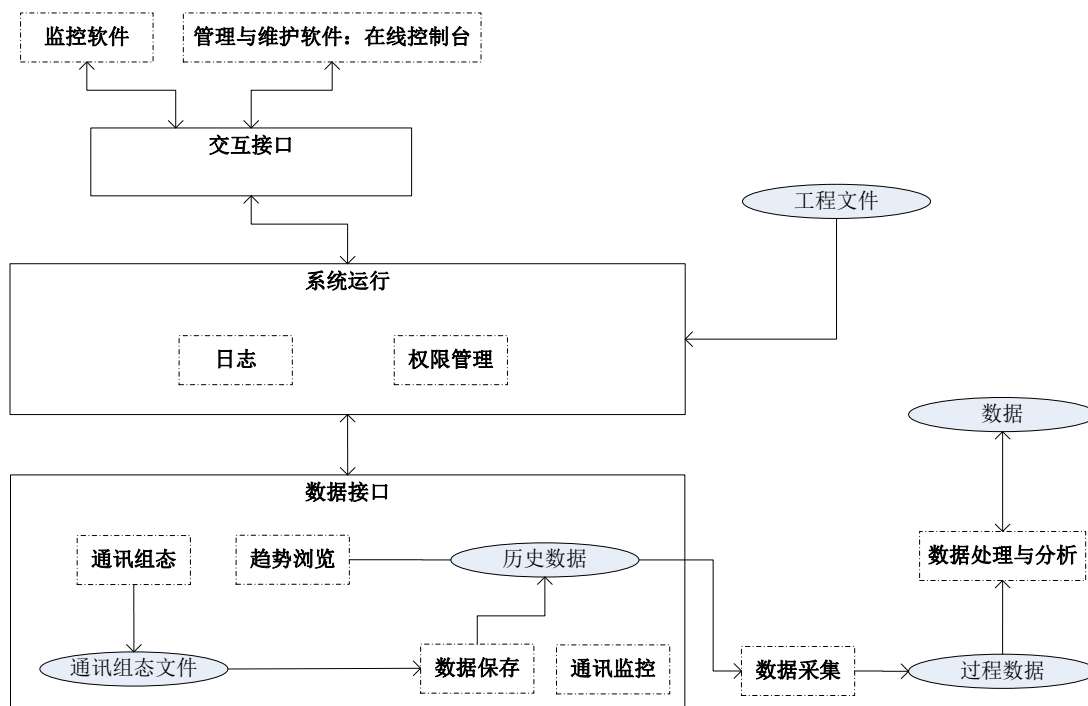 监控软件
管理与维护软件：在线控制台
交互接口
工程文件
系统运行
日志
权限管理
数据
数据接口
通讯组态
趋势浏览
历史数据
数据处理与分析
通讯组态文件
数据保存
通讯监控
数据采集
过程数据